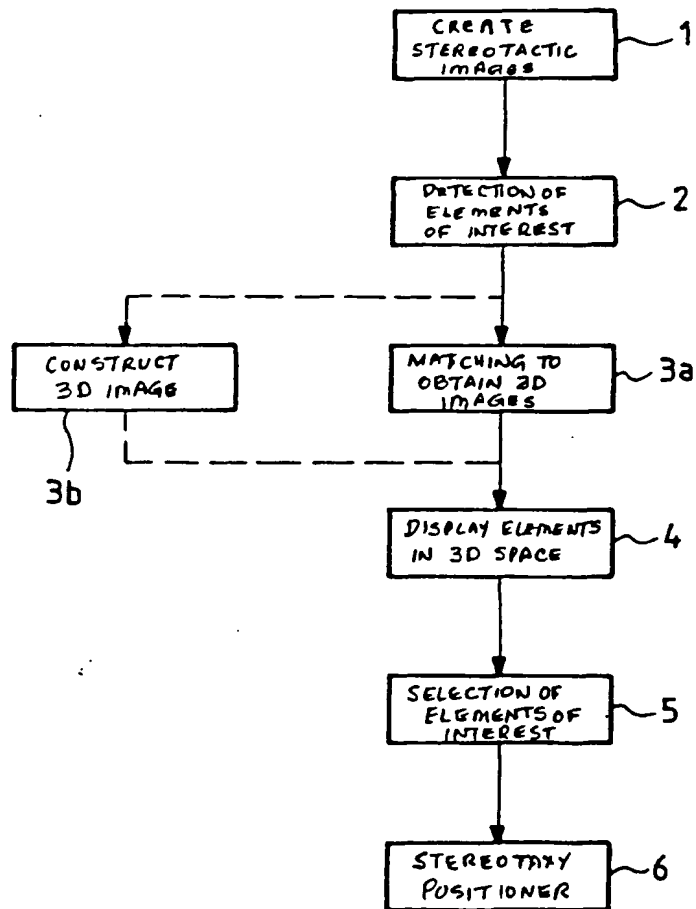 CREATE
STEREOTACTIC
IMAGES
1
DETECTION OF
ELEMENTS
OF INTEREST
2
CONSTRUCT
3D IMAGE
3b
MATCHING TO
OBTAIN 3D
IMAGES
3a
DISPLAY ELEMENTS
IN 3D SPACE
4
SELECTION OF
ELEMENTS OF
INTEREST
5
STEREOTAXY
POSITIONER
6